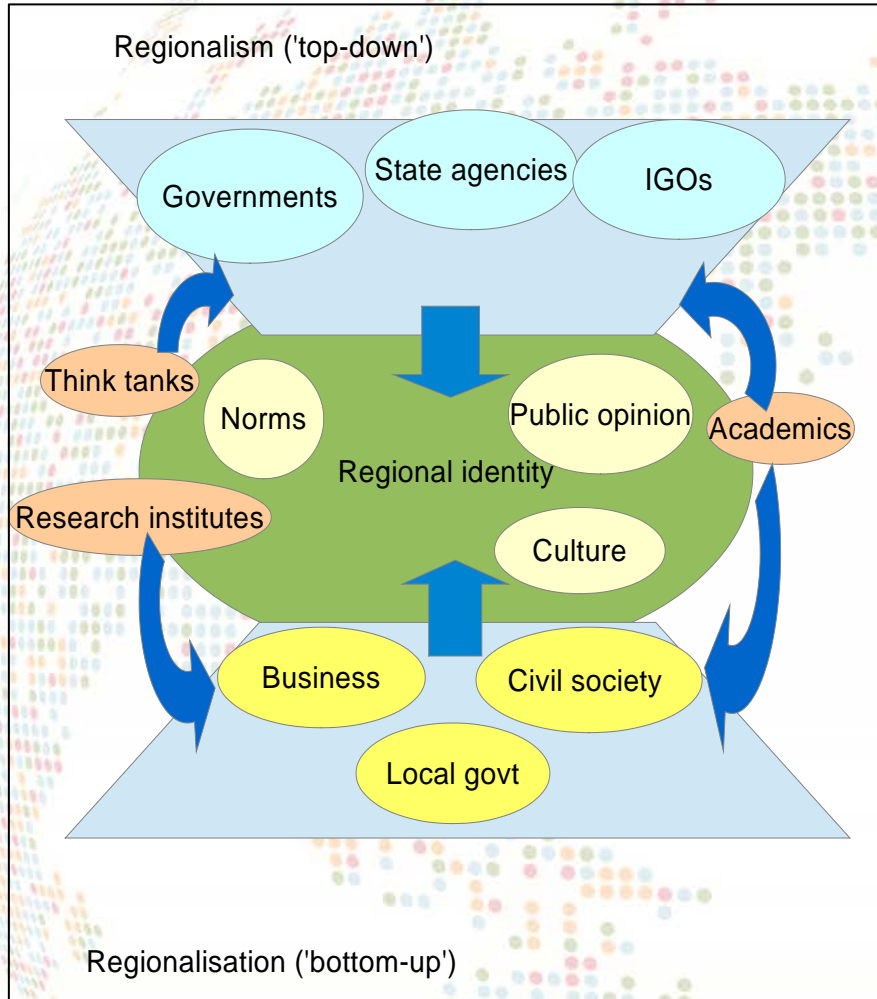 Regionalism ('top-down')
Governments
State agencies
IGOs
Think tanks
Norms
Public opinion
Academics
Regional identity
Research institutes
Culture
Business
Civil society
Local govt
Regionalisation ('bottom-up')